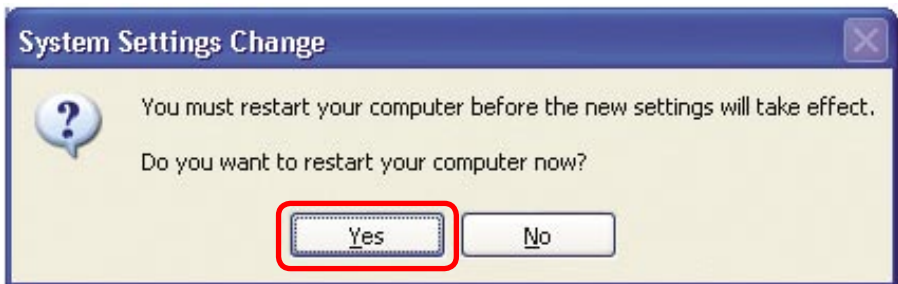 System Settings Change
?
You must restart your computer before the new settings will take effect.
Do you want to restart your computer now?
Yes No